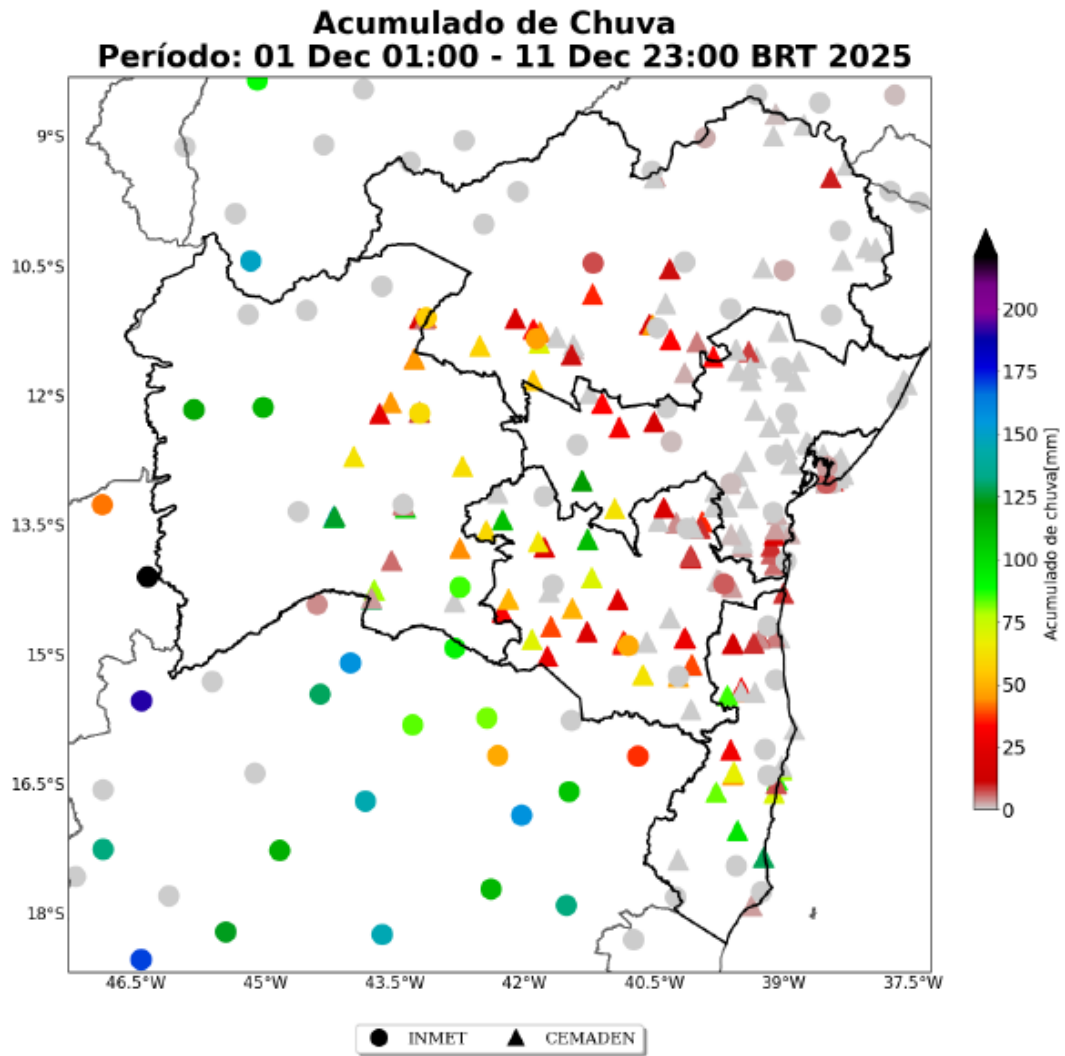 Acumulado de Chuva
Período: 01 Dec 01:00 - 11 Dec 23:00 BRT 2025
9°S
10.5°S
12°S
13.5°S
15°S
16.5°S
18°S
46.5°W 45°W 43.5°W 42°W 40.5°W 39°W 37.5°W
200
175
150
125
100
75
50
25
0
Acumulado de chuva[mm]
INMET CEMADEN